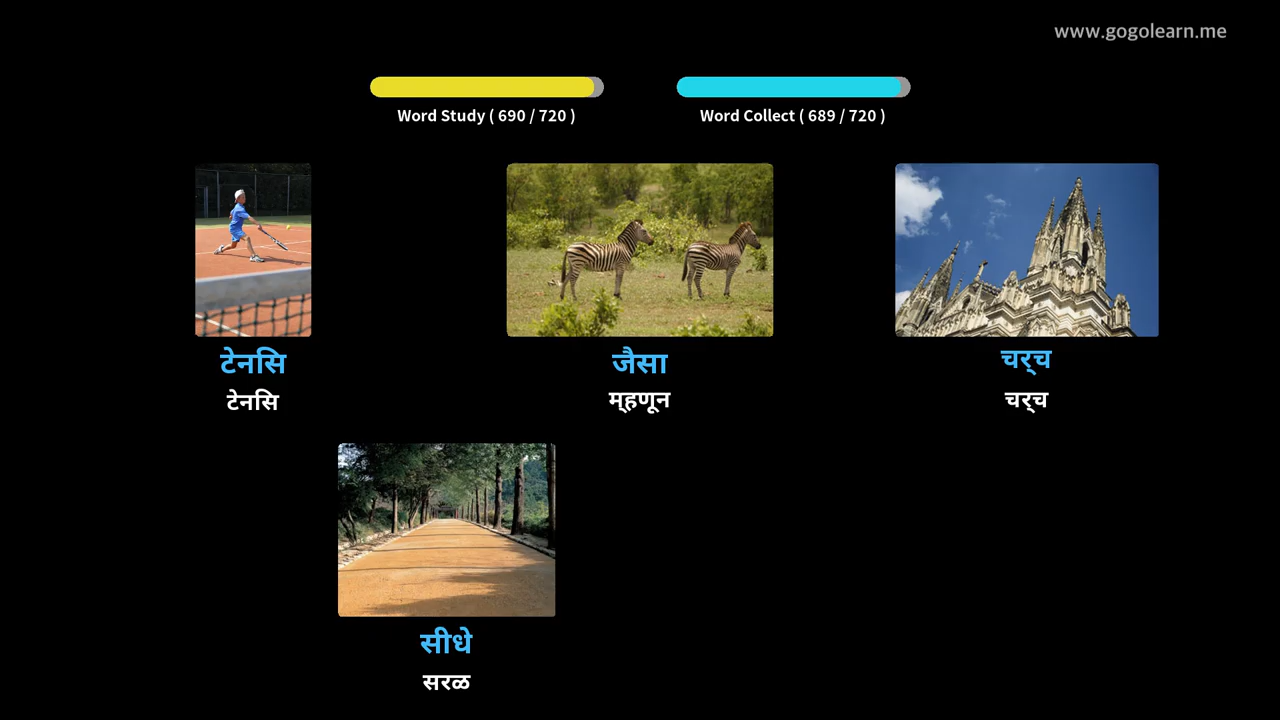 www.gogolearn.me
Word Study ( 690 / 720 )
Word Collect ( 689 / 720 )
टेनसि
जैसा
चर्‌च
टेनसि
म्‌हणून
चर्‌च
सीधे
सरळ